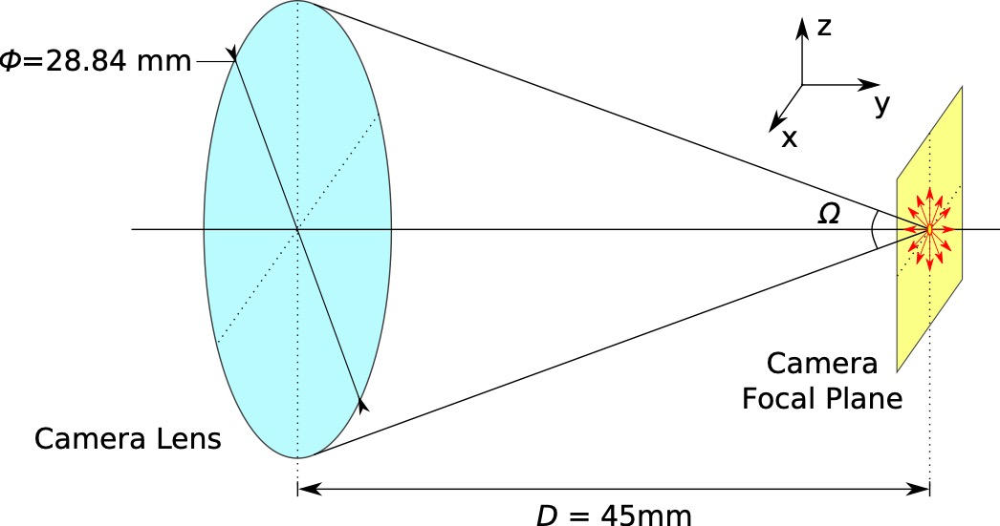 z
Φ=28.84 mm
y
x
Ω
Camera
Focal Plane
Camera Lens
D = 45mm